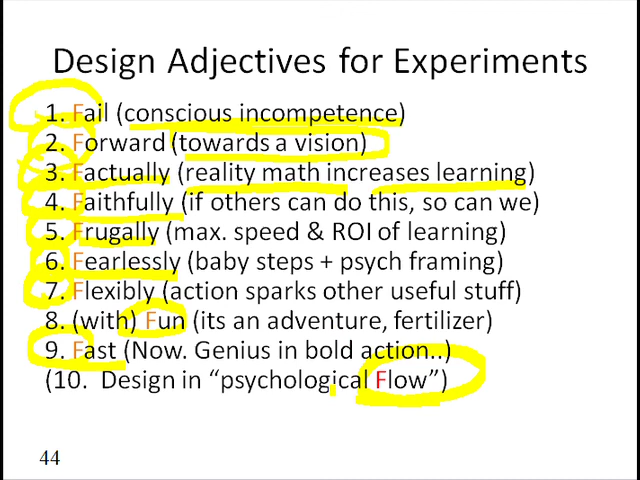 Design Adjectives for Experiments
1. Fail (conscious incompetence)
2. Forward (towards a vision)
3. Factually (reality math increases learning)
4. Faithfully (if others can do this, so can we)
5. Frugally (max. speed & ROI of learning)
6. Fearlessly (baby steps + psych framing)
7. Flexibly (action sparks other useful stuff)
8. (with) Fun (its an adventure, fertilizer)
9. Fast (Now. Genius in bold action..)
(10.  Design in “psychological Flow”)
44